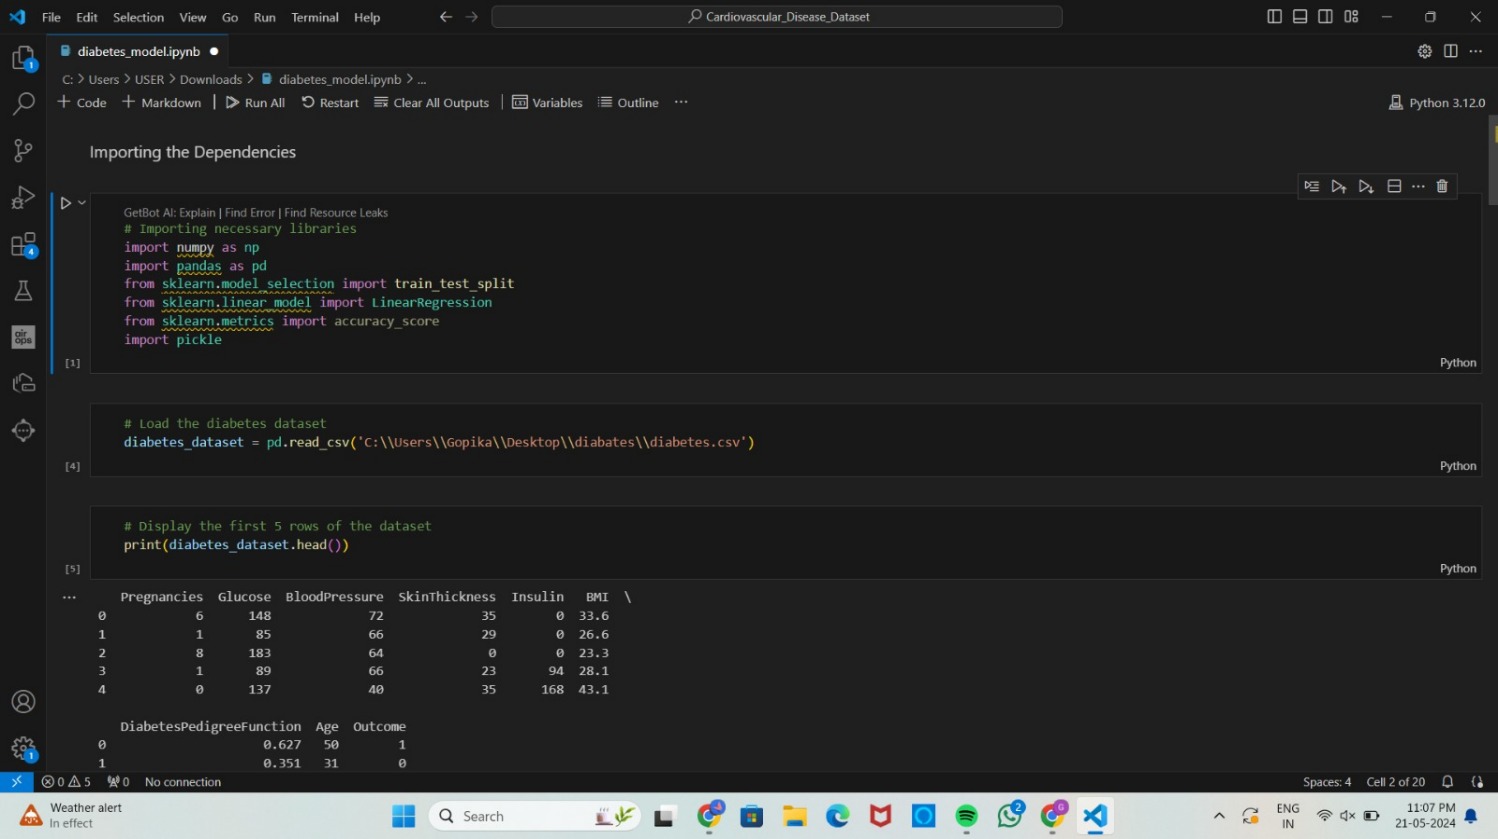 File Edit Selection View Go Run Terminal Help
Cardiovascular_Disease_Dataset
diabetes_model.ipynb
C: > Users > USER > Downloads > diabetes_model.ipynb > ...
+ Code + Markdown | Run All Restart Clear All Outputs | Variables Outline ...
Python 3.12.0
Importing the Dependencies
GetBot AI: Explain | Find Error | Find Resource Leaks
# Importing necessary libraries
import numpy as np
import pandas as pd
from sklearn.model_selection import train_test_split
from sklearn.linear_model import LinearRegression
from sklearn.metrics import accuracy_score
import pickle
[1]
Python
# Load the diabetes dataset
diabetes_dataset = pd.read_csv('C:\\Users\\Gopika\\Desktop\\diabates\\diabetes.csv')
[4]
Python
# Display the first 5 rows of the dataset
print(diabetes_dataset.head())
[5]
Python
... Pregnancies Glucose BloodPressure SkinThickness Insulin BMI \
0 6 148 72 35 0 33.6
1 1 85 66 29 0 26.6
2 8 183 64 0 0 23.3
3 1 89 66 23 94 28.1
4 0 137 40 35 168 43.1
DiabetesPedigreeFunction Age Outcome
0 0.627 50 1
1 0.351 31 0
0 5 0 No connection
Spaces: 4 Cell 2 of 20
Weather alert
In effect
Search
ENG
IN
11:07 PM
21-05-2024
1
4
air
ops
1
2
G